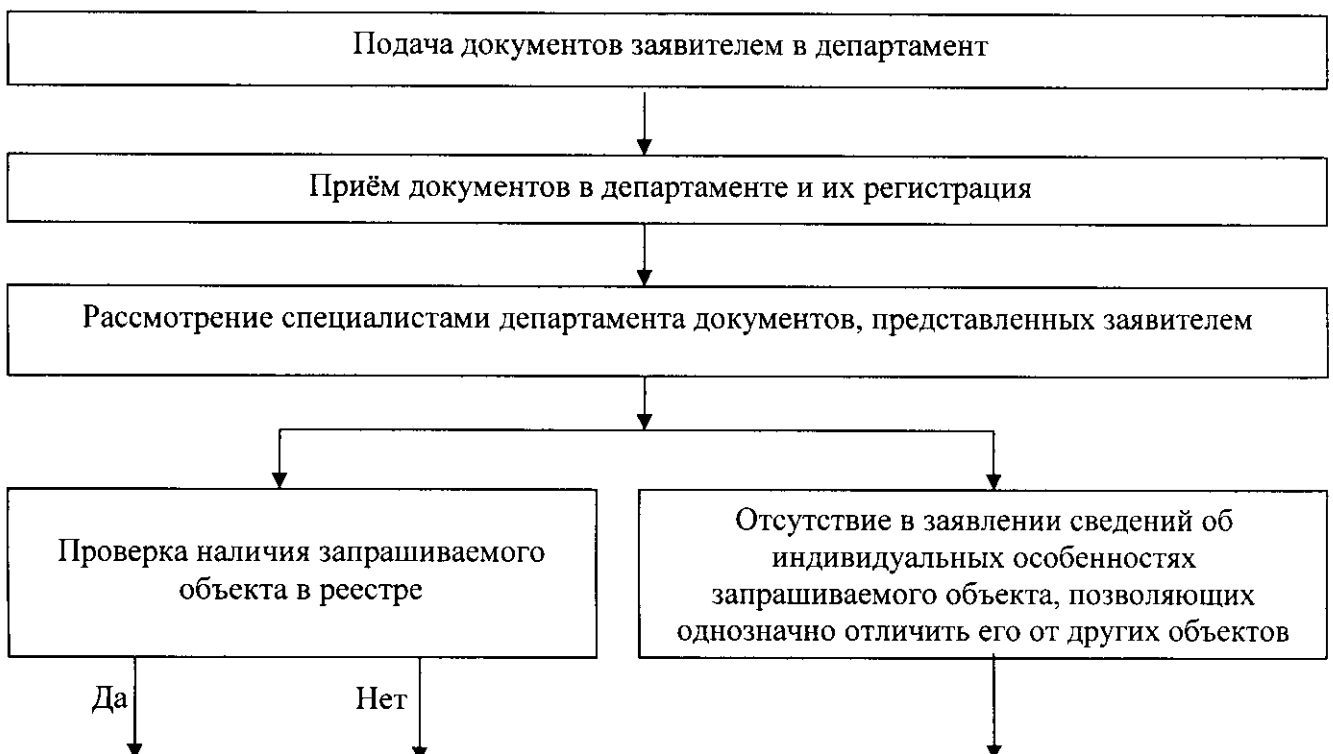 Подача документов заявителем в департамент
Приём документов в департаменте и их регистрация
Рассмотрение специалистами департамента документов, представленных заявителем
Проверка наличия запрашиваемого
объекта в реестре
Отсутствие в заявлении сведений об
индивидуальных особенностях
запрашиваемого объекта, позволяющих
однозначно отличить его от других объектов
Да
Нет